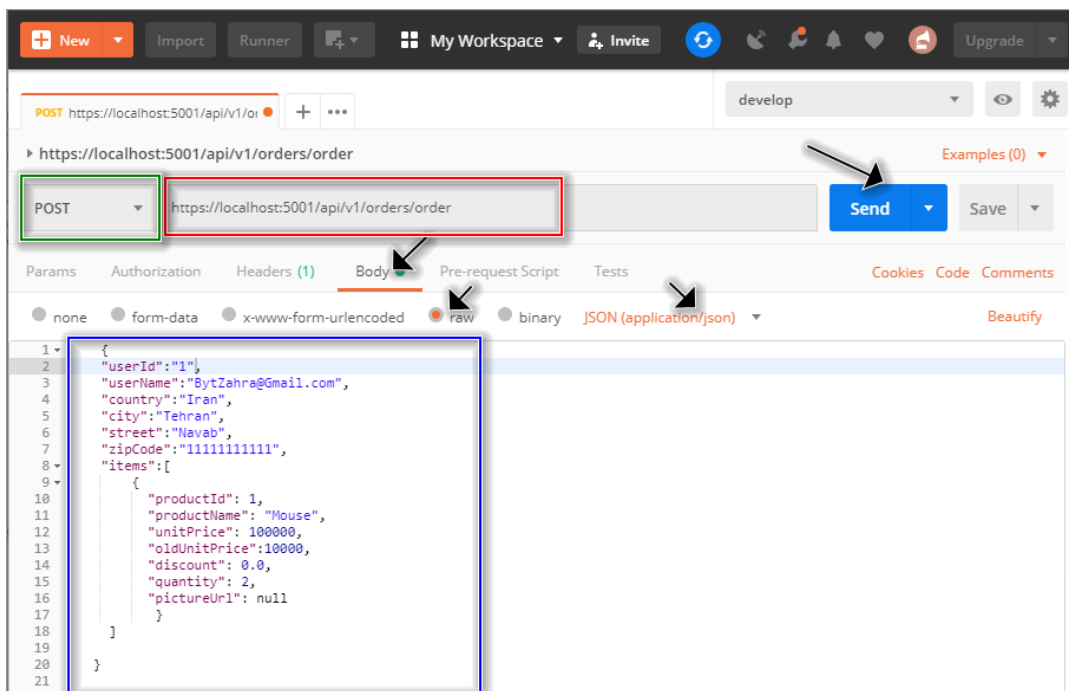 New Import Runner My Workspace Invite Upgrade
POST https://localhost:5001/api/v1/or develop
https://localhost:5001/api/v1/orders/order Examples (0)
POST https://localhost:5001/api/v1/orders/order Send Save
Params Authorization Headers (1) Body Pre-request Script Tests Cookies Code Comments
none form-data x-www-form-urlencoded raw binary JSON (application/json) Beautify
1 {
2 "userId":"1",
3 "userName":"BytZahra@Gmail.com",
4 "country":"Iran",
5 "city":"Tehran",
6 "street":"Navab",
7 "zipCode":"11111111111",
8 "items":[
9 {
10 "productId": 1,
11 "productName": "Mouse",
12 "unitPrice": 100000,
13 "oldUnitPrice":10000,
14 "discount": 0.0,
15 "quantity": 2,
16 "pictureUrl": null
17 }
18 ]
19
20 }
21